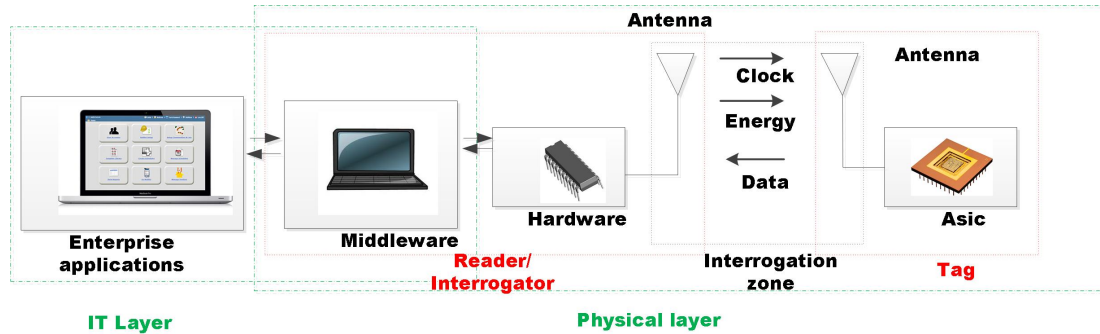 Antenna
Antenna
Clock
Energy
Data
Hardware
Asic
Middleware
Enterprise
applications
Reader/
Interrogator
Interrogation
zone
Tag
IT Layer
Physical layer